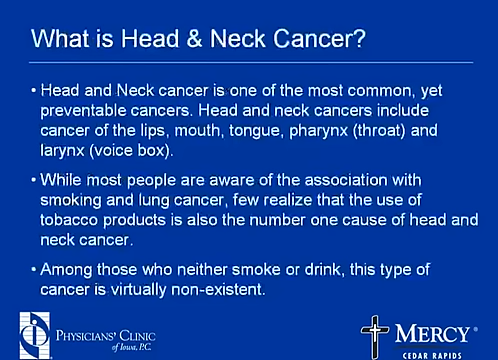 What is Head & Neck Cancer?
• Head and Neck cancer is one of the most common, yet
preventable cancers. Head and neck cancers include
cancer of the lips, mouth, tongue, pharynx (throat) and
larynx (voice box).
• While most people are aware of the association with
smoking and lung cancer, few realize that the use of
tobacco products is also the number one cause of head and
neck cancer.
• Among those who neither smoke or drink, this type of
cancer is virtually non-existent.
PHYSICIANS' CLINIC
of Iowa, P.C.
MERCY®
CEDAR RAPIDS